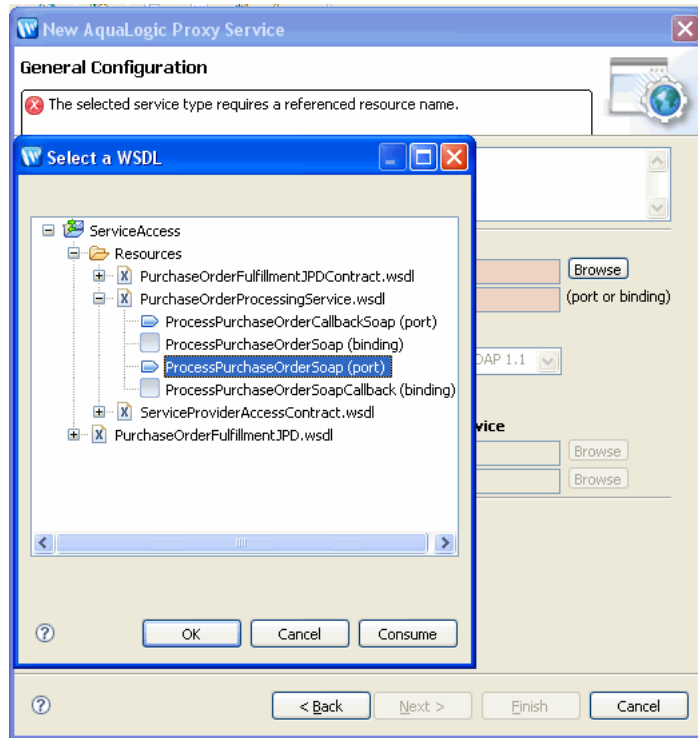 New AquaLogic Proxy Service
General Configuration
The selected service type requires a referenced resource name.
Select a WSDL
ServiceAccess
Resources
PurchaseOrderFulfillmentJPDContract.wsdl
PurchaseOrderProcessingService.wsdl
ProcessPurchaseOrderCallbackSoap (port)
ProcessPurchaseOrderSoap (binding)
ProcessPurchaseOrderSoap (port)
ProcessPurchaseOrderSoapCallback (binding)
ServiceProviderAccessContract.wsdl
PurchaseOrderFulfillmentJPD.wsdl
OK Cancel Consume
Browse
(port or binding)
OAP 1.1
vice
Browse
Browse
< Back Next > Finish Cancel